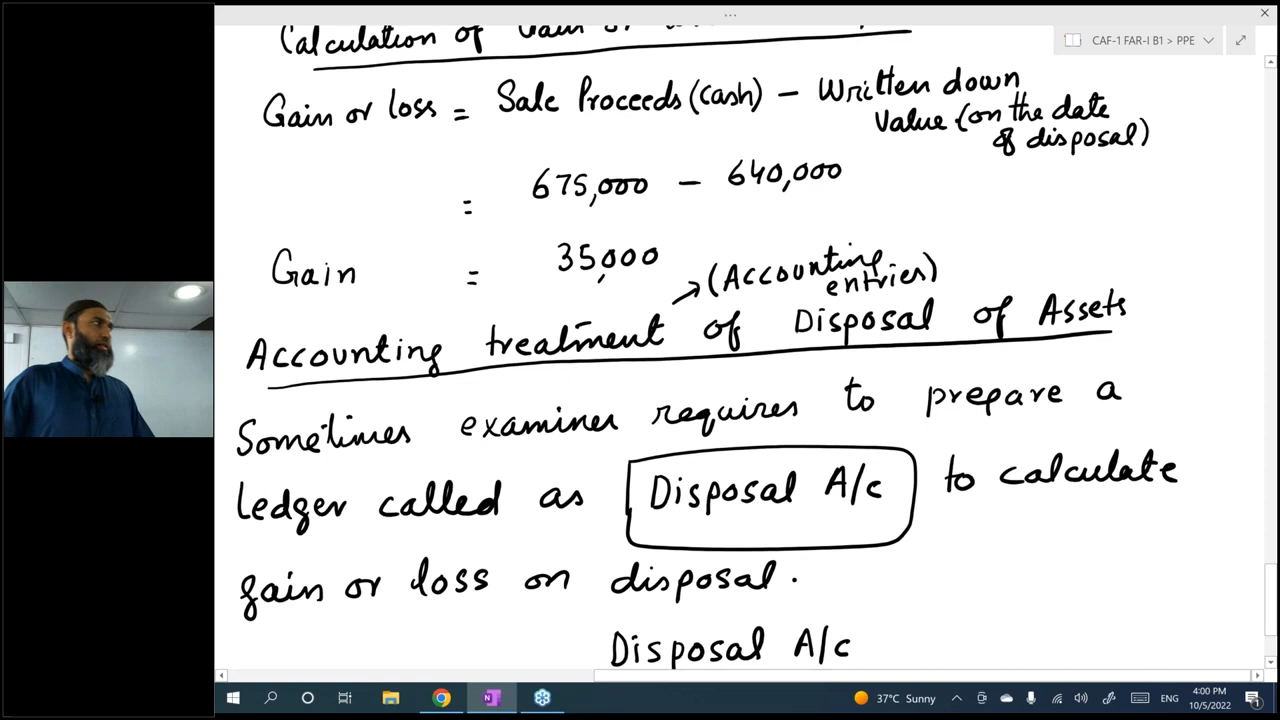 ...
CAF-1 FAR-I B1 > PPE
Calculation of Gain or
Gain or loss = Sale Proceeds (cash) – Written down
Value (on the date
of disposal)
= 675,000 – 640,000
Gain = 35,000
(Accounting
entries)
Accounting treatment of Disposal of Assets
Sometimes examiner requires to prepare a
ledger called as Disposal A/c to calculate
gain or loss on disposal.
Disposal A/c
37°C Sunny
ENG
4:00 PM
10/5/2022
1